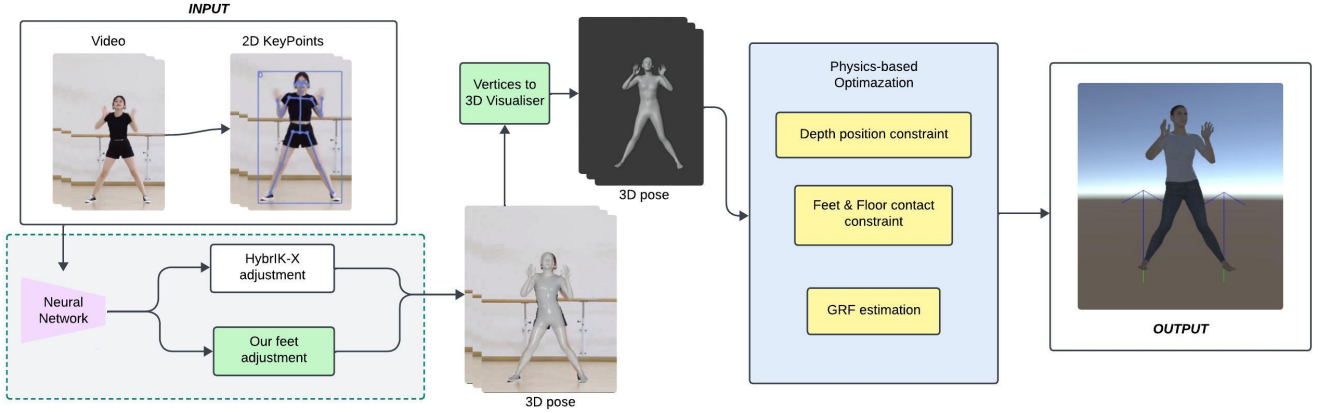 INPUT
Video
2D KeyPoints
Neural
Network
HybrIK-X
adjustment
Our feet
adjustment
3D pose
Vertices to
3D Visualiser
3D pose
Physics-based
Optimazation
Depth position constraint
Feet & Floor contact
constraint
GRF estimation
OUTPUT